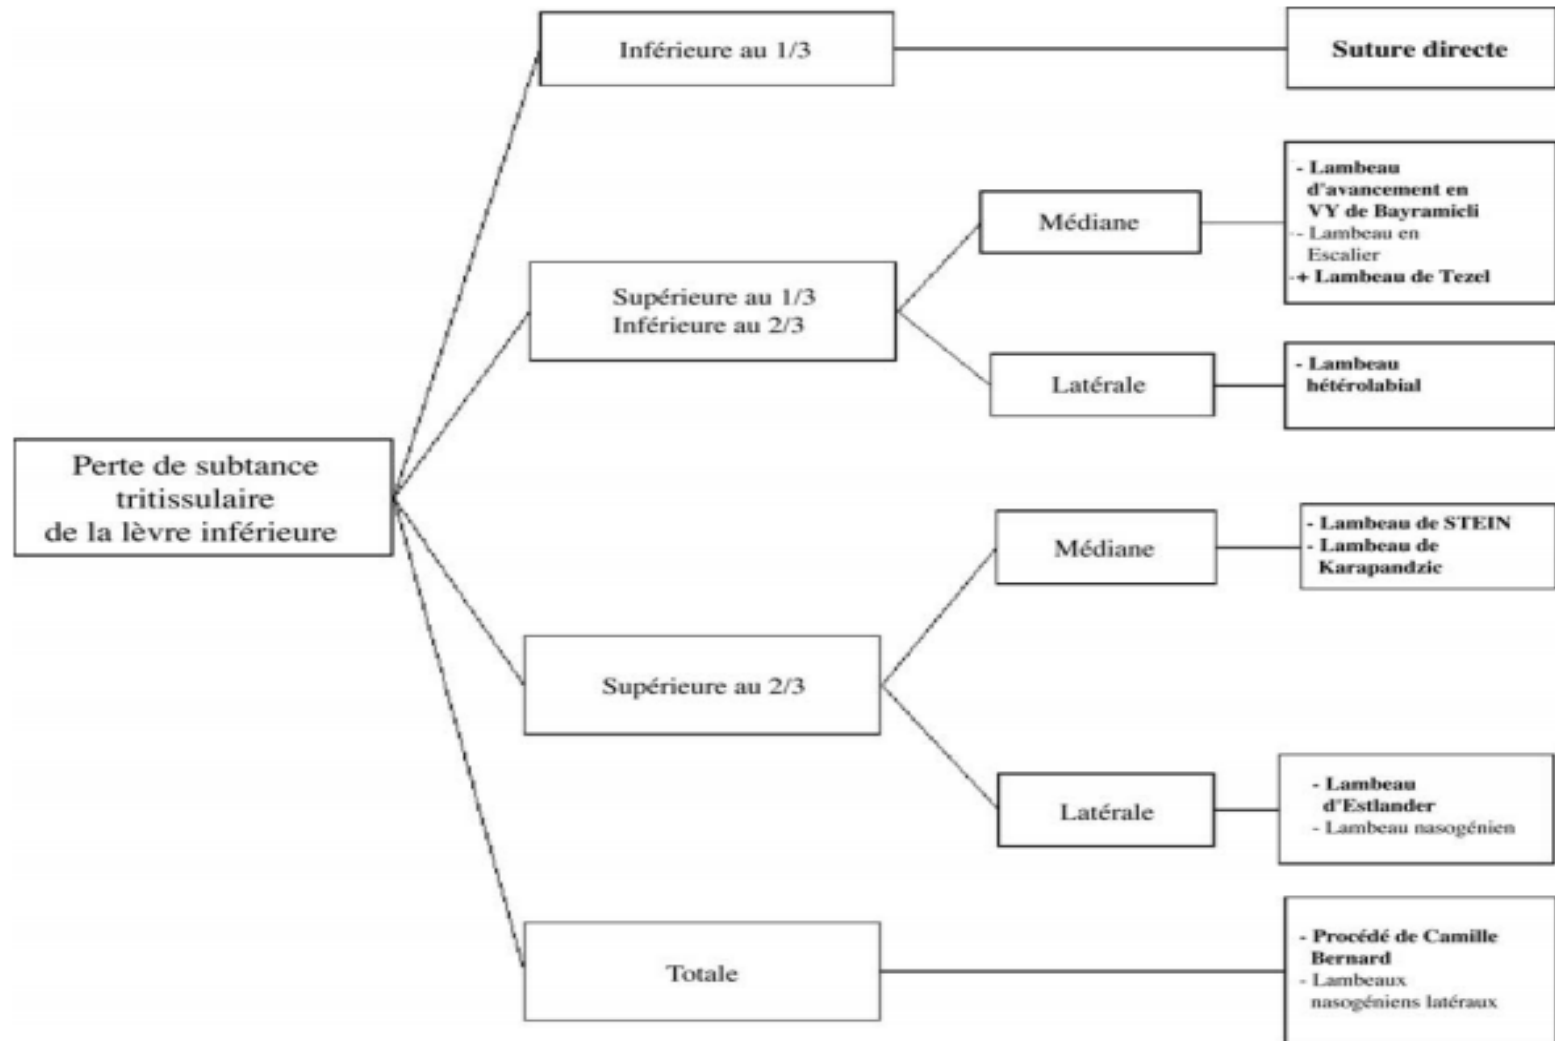 Perte de subtance
tritissulaire
de la lèvre inférieure
Inférieure au 1/3
Suture directe
Supérieure au 1/3
Inférieure au 2/3
Médiane
- Lambeau
d'avancement en
VY de Bayramicli
- Lambeau en
Escalier
+ Lambeau de Tezel
Latérale
- Lambeau
hétérolabial
Supérieure au 2/3
Médiane
- Lambeau de STEIN
- Lambeau de
Karapandzic
Latérale
- Lambeau
d'Estlander
- Lambeau nasogénien
Totale
- Procédé de Camille
Bernard
- Lambeaux
nasogéniens latéraux